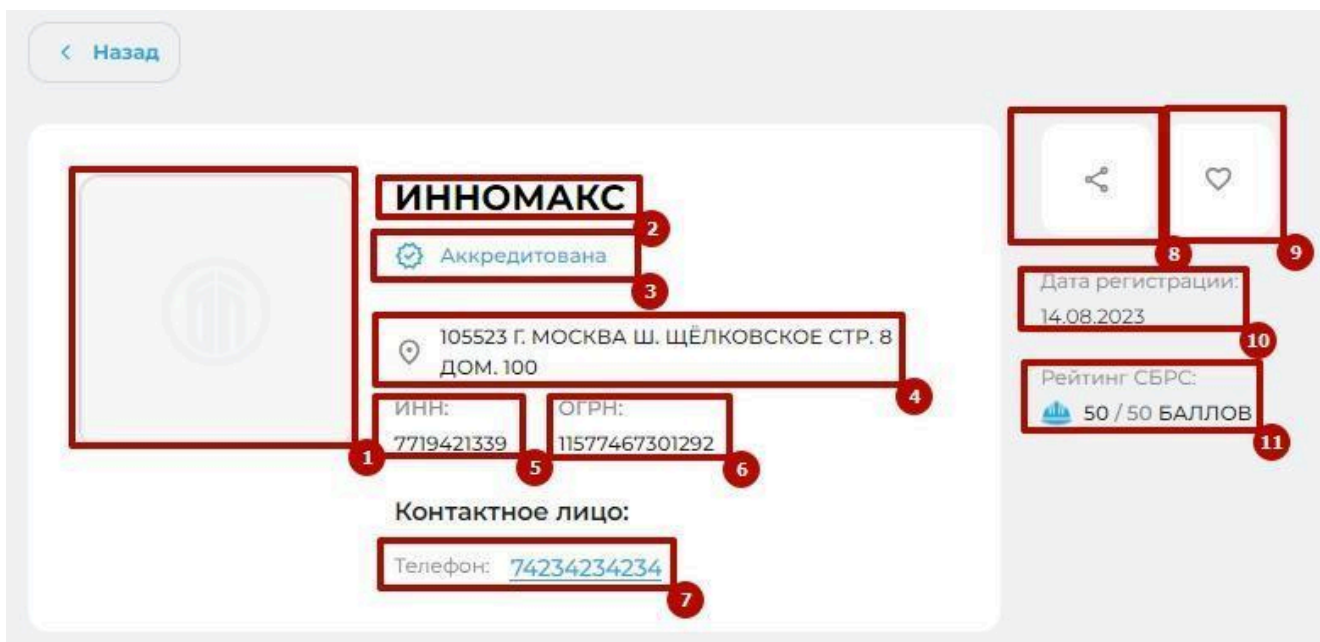 Назад
ИННОМАКС
2
Аккредитована
3
105523 Г. МОСКВА Ш. ЩЁЛКОВСКОЕ СТР. 8
ДОМ. 100
4
ИНН:
7719421339
ОГРН:
11577467301292
1
5
6
Контактное лицо:
Телефон: 74234234234
7
8
9
Дата регистрации:
14.08.2023
10
Рейтинг СБРС:
50 / 50 БАЛЛОВ
11